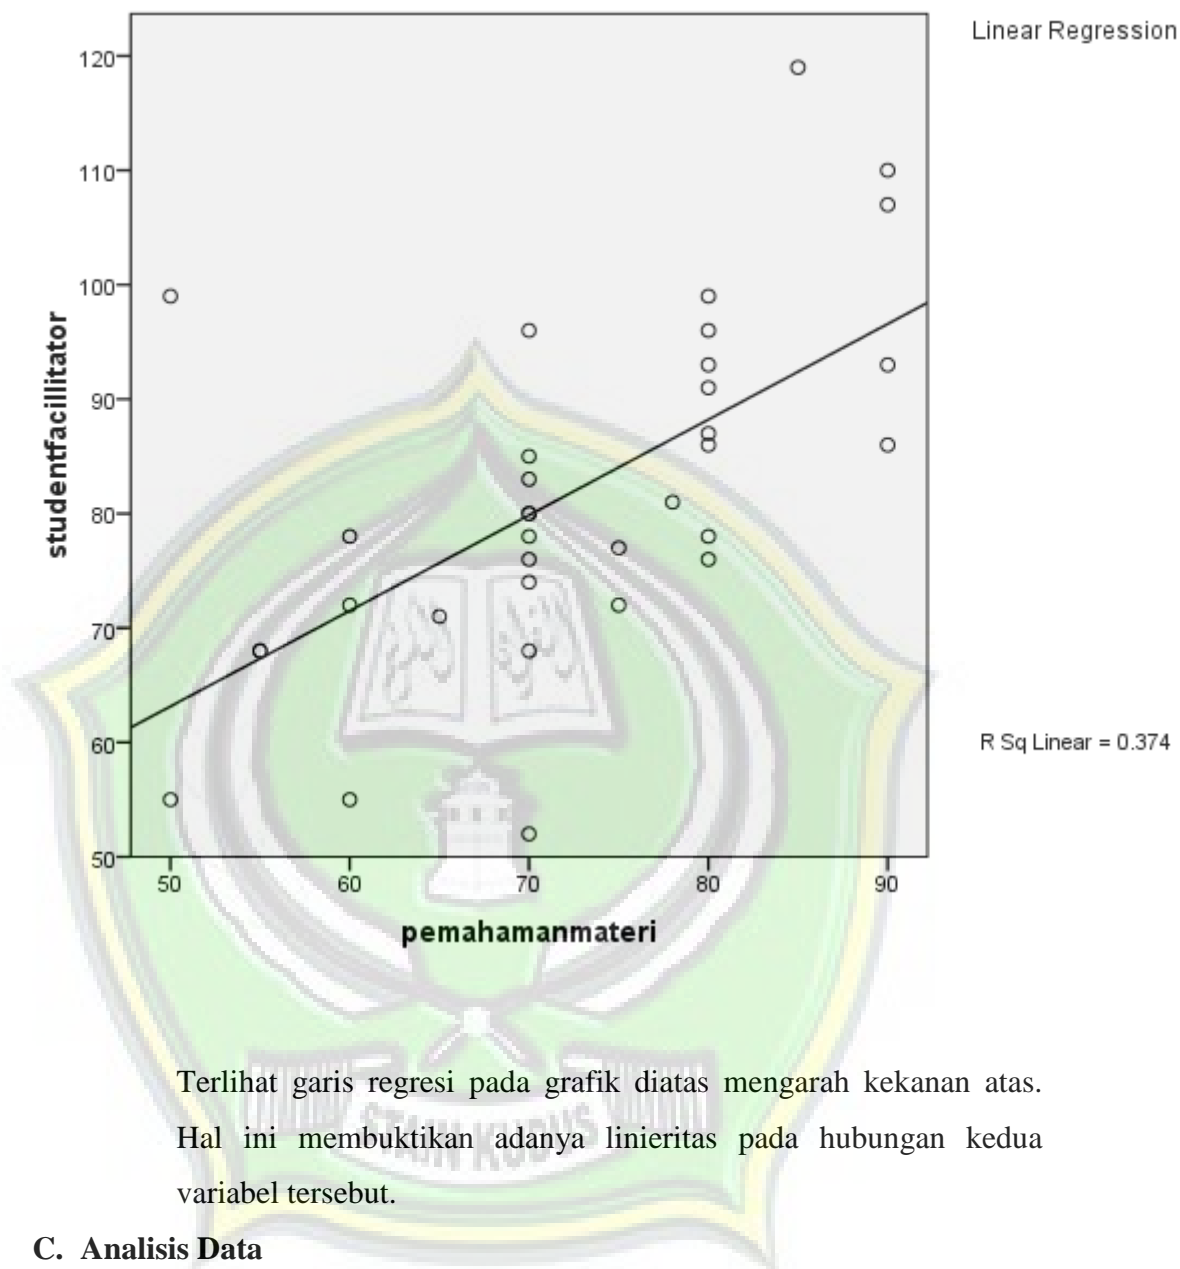 Linear Regression
120
110
100
90
80
70
60
50
studentfacillitator
R Sq Linear = 0.374
50 60 70 80 90
pemahamanmateri
Terlihat garis regresi pada grafik diatas mengarah kekanan atas.
Hal ini membuktikan adanya linieritas pada hubungan kedua
variabel tersebut.
STAIN KUDUS
C. Analisis Data